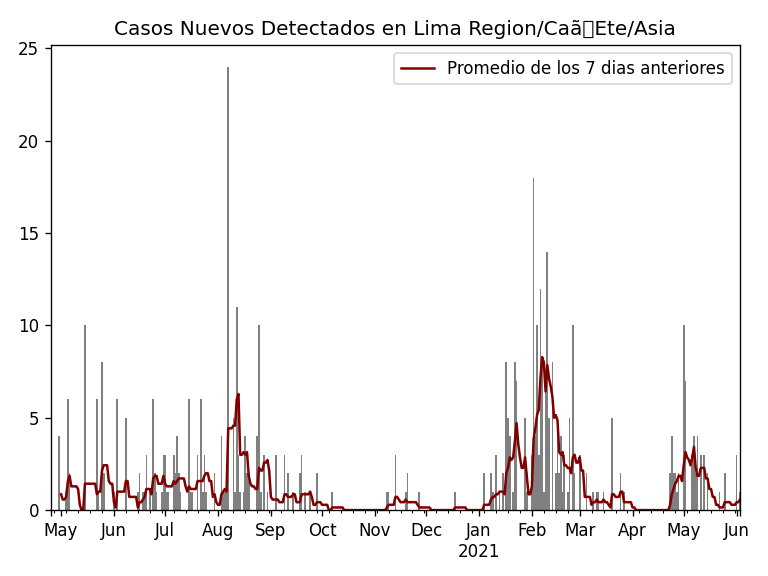 Casos Nuevos Detectados en Lima Region/Caã▯Ete/Asia
Promedio de los 7 dias anteriores
25
20
15
10
5
0
May Jun Jul Aug Sep Oct Nov Dec Jan Feb Mar Apr May Jun
2021